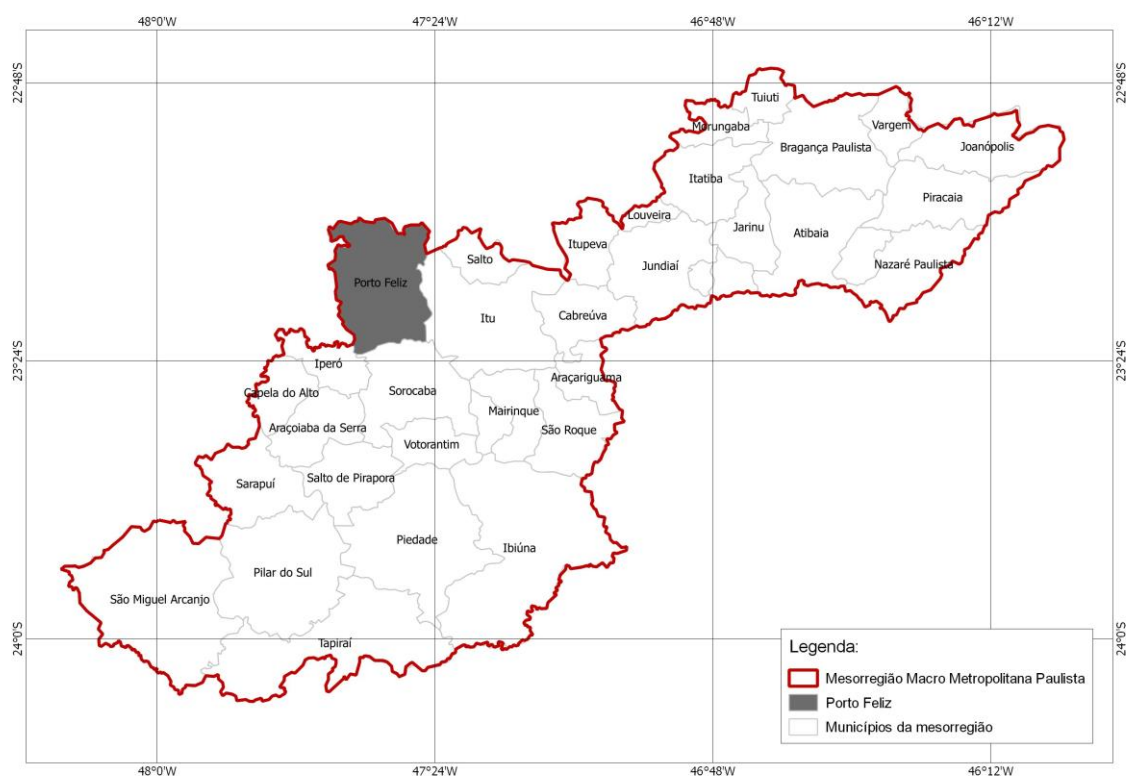 48°0'W
47°24'W
46°48'W
46°12'W
22°48'S
22°48'S
Tuiuti
Morungaba
Vargem
Bragança Paulista
Joanópolis
Itatiba
Piracaia
Louveira
Jarinu
Atibaia
Itupeva
Salto
Jundiaí
Nazaré Paulista
Porto Feliz
Itu
Cabreúva
23°24'S
23°24'S
Iperó
Araçariguama
Capela do Alto
Sorocaba
Mairinque
Araçoiaba da Serra
São Roque
Votorantim
Sarapuí
Salto de Pirapora
Piedade
Ibiúna
Pilar do Sul
São Miguel Arcanjo
24°0'S
24°0'S
Tapiraí
Legenda:
Mesorregião Macro Metropolitana Paulista
Porto Feliz
Municípios da mesorregião
48°0'W
47°24'W
46°48'W
46°12'W